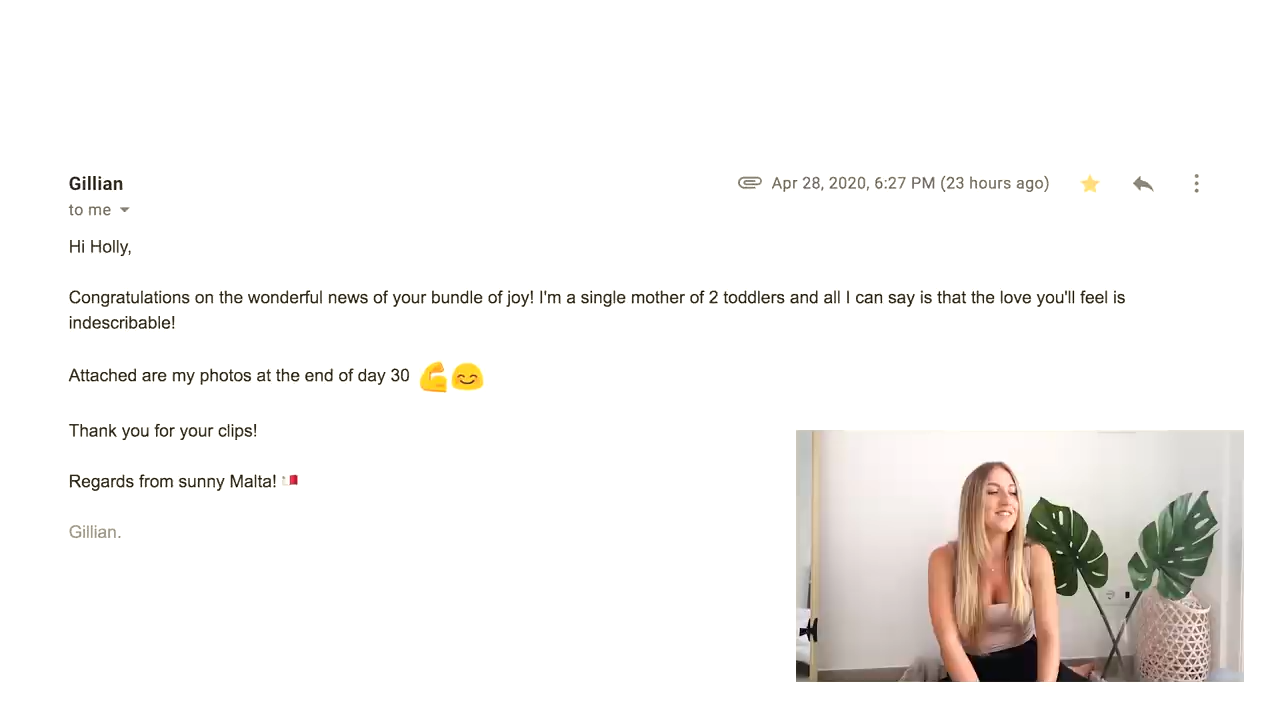 Gillian
Apr 28, 2020, 6:27 PM (23 hours ago)
to me
Hi Holly,
Congratulations on the wonderful news of your bundle of joy! I'm a single mother of 2 toddlers and all I can say is that the love you'll feel is
indescribable!
Attached are my photos at the end of day 30 💪😊
Thank you for your clips!
Regards from sunny Malta! 🇲🇹
Gillian.